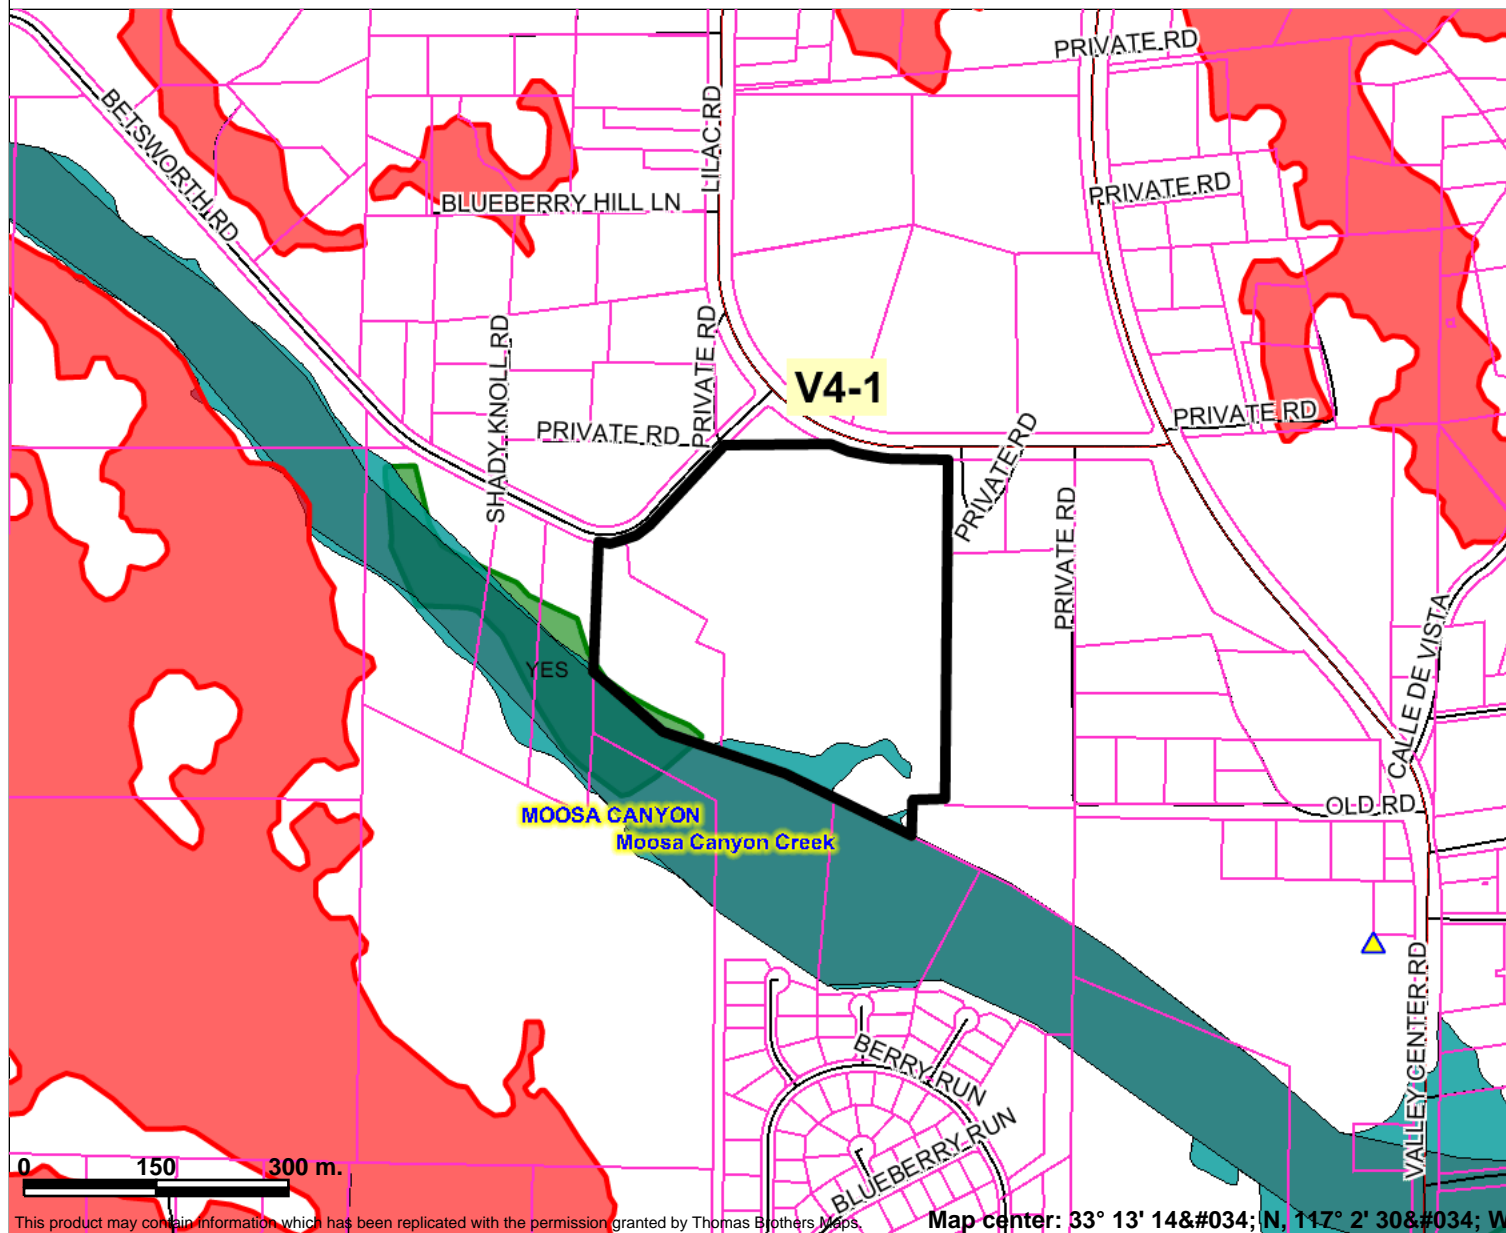 PRIVATE RD
BETSWORTH RD
LILAC RD
PRIVATE RD
BLUEBERRY HILL LN
SHADY KNOLL RD
PRIVATE RD
V4-1
PRIVATE RD
PRIVATE RD
PRIVATE RD
PRIVATE RD
CALLE DE VISTA
YES
OLD RD
MOOSA CANYON
Moosa Canyon Creek
VALLEY CENTER RD
BERRY RUN
BLUEBERRY RUN
0 150 300 m.
This product may contain information which has been replicated with the permission granted by Thomas Brothers Maps.
Map center: 33° 13' 14&#034; N, 117° 2' 30&#034; W